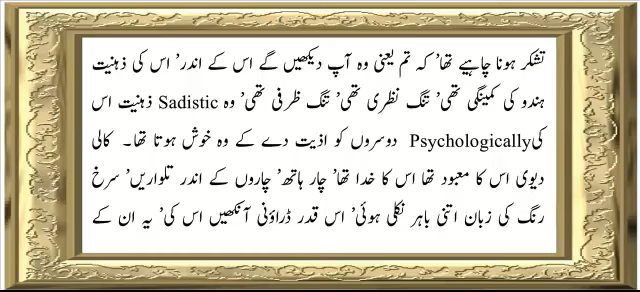 تشکر ہونا چاہیے تھا’ کہ تم یعنی وہ آپ دیکھیں گے اس کے اندر’ اس کی ذہنیت
ہندو کی کمینگی تھی’ تنگ نظری تھی’ تنگ ظرفی تھی’ وہ Sadistic ذہنیت اس
کیPsychologically دوسروں کو اذیت دے کے وہ خوش ہوتا تھا۔ کالی
دیوی اس کا معبود تھا اس کا خدا تھا’ چار ہاتھ’ چاروں کے اندر تلواریں’ سرخ
رنگ کی زبان اتنی باہر نکلی ہوئی’ اس قدر ڈراؤنی آنکھیں اس کی’ یہ ان کے